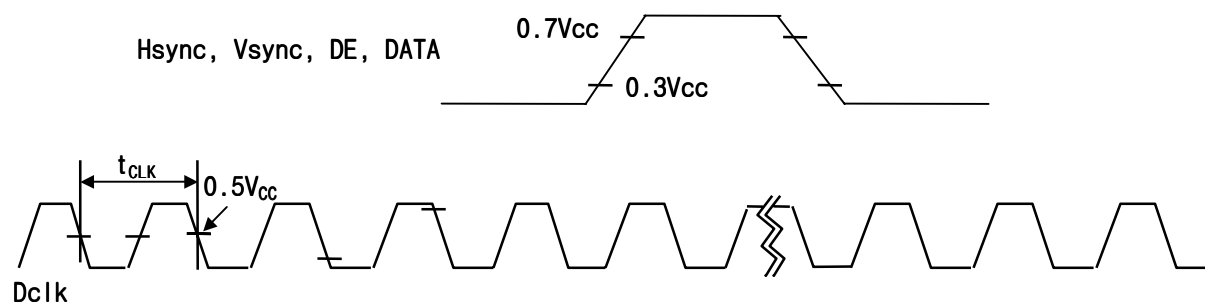 0.7Vcc
Hsync, Vsync, DE, DATA
0.3Vcc
tCLK
0.5VCC
Dclk